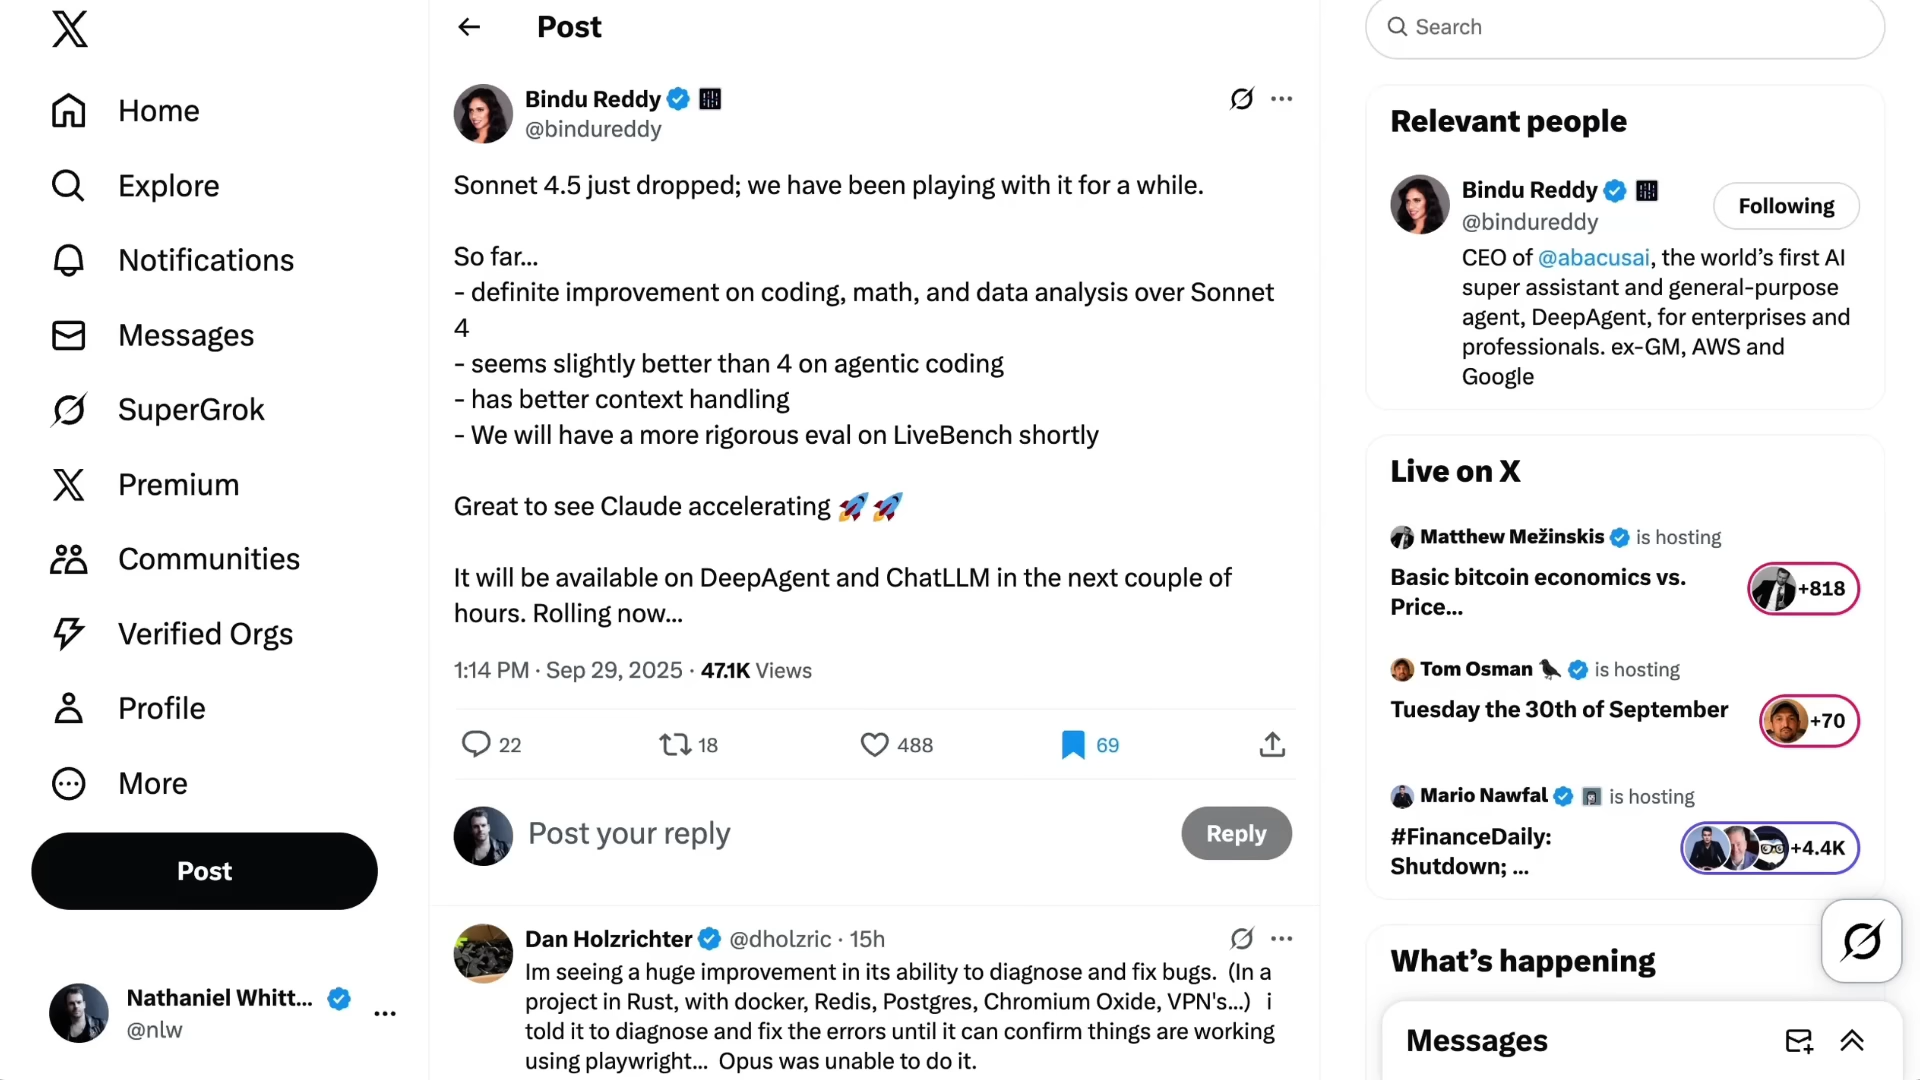 Home
Explore
Notifications
Messages
SuperGrok
Premium
Communities
Verified Orgs
Profile
More
Post
Nathaniel Whitt...
@nlw
Post
Bindu Reddy
@bindureddy
Sonnet 4.5 just dropped; we have been playing with it for a while.
So far...
- definite improvement on coding, math, and data analysis over Sonnet
4
- seems slightly better than 4 on agentic coding
- has better context handling
- We will have a more rigorous eval on LiveBench shortly
Great to see Claude accelerating 🚀🚀
It will be available on DeepAgent and ChatLLM in the next couple of
hours. Rolling now...
1:14 PM · Sep 29, 2025 · 47.1K Views
22 18 488 69
Post your reply
Reply
Dan Holzrichter @dholzric · 15h
Im seeing a huge improvement in its ability to diagnose and fix bugs. (In a
project in Rust, with docker, Redis, Postgres, Chromium Oxide, VPN's...) i
told it to diagnose and fix the errors until it can confirm things are working
using playwright... Opus was unable to do it.
Search
Relevant people
Bindu Reddy
@bindureddy
Following
CEO of @abacusai, the world's first AI
super assistant and general-purpose
agent, DeepAgent, for enterprises and
professionals. ex-GM, AWS and
Google
Live on X
Matthew Mežinskis is hosting
Basic bitcoin economics vs.
Price...
+818
Tom Osman is hosting
Tuesday the 30th of September
+70
Mario Nawfal is hosting
#FinanceDaily:
Shutdown; ...
+4.4K
What's happening
Messages